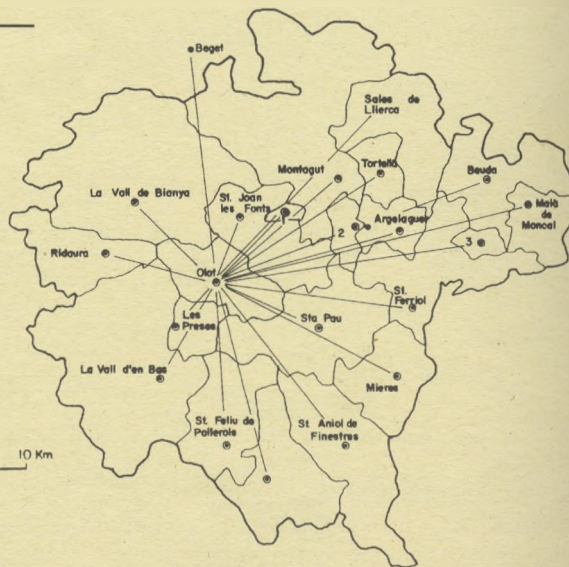 Beget
Sales de
Llierca
Montagut
Tortellà
Beuda
La Vall de Bianya
St. Joan
les Fonts
1
Maià
de
Moncal
2
Argelaguer
3
Ridaura
Olot
St.
Ferriol
Les
Preses
Sta Pau
La Vall d'en Bas
Mieres
St. Feliu de
Pallerols
St. Aniol de
Finestres
10 Km